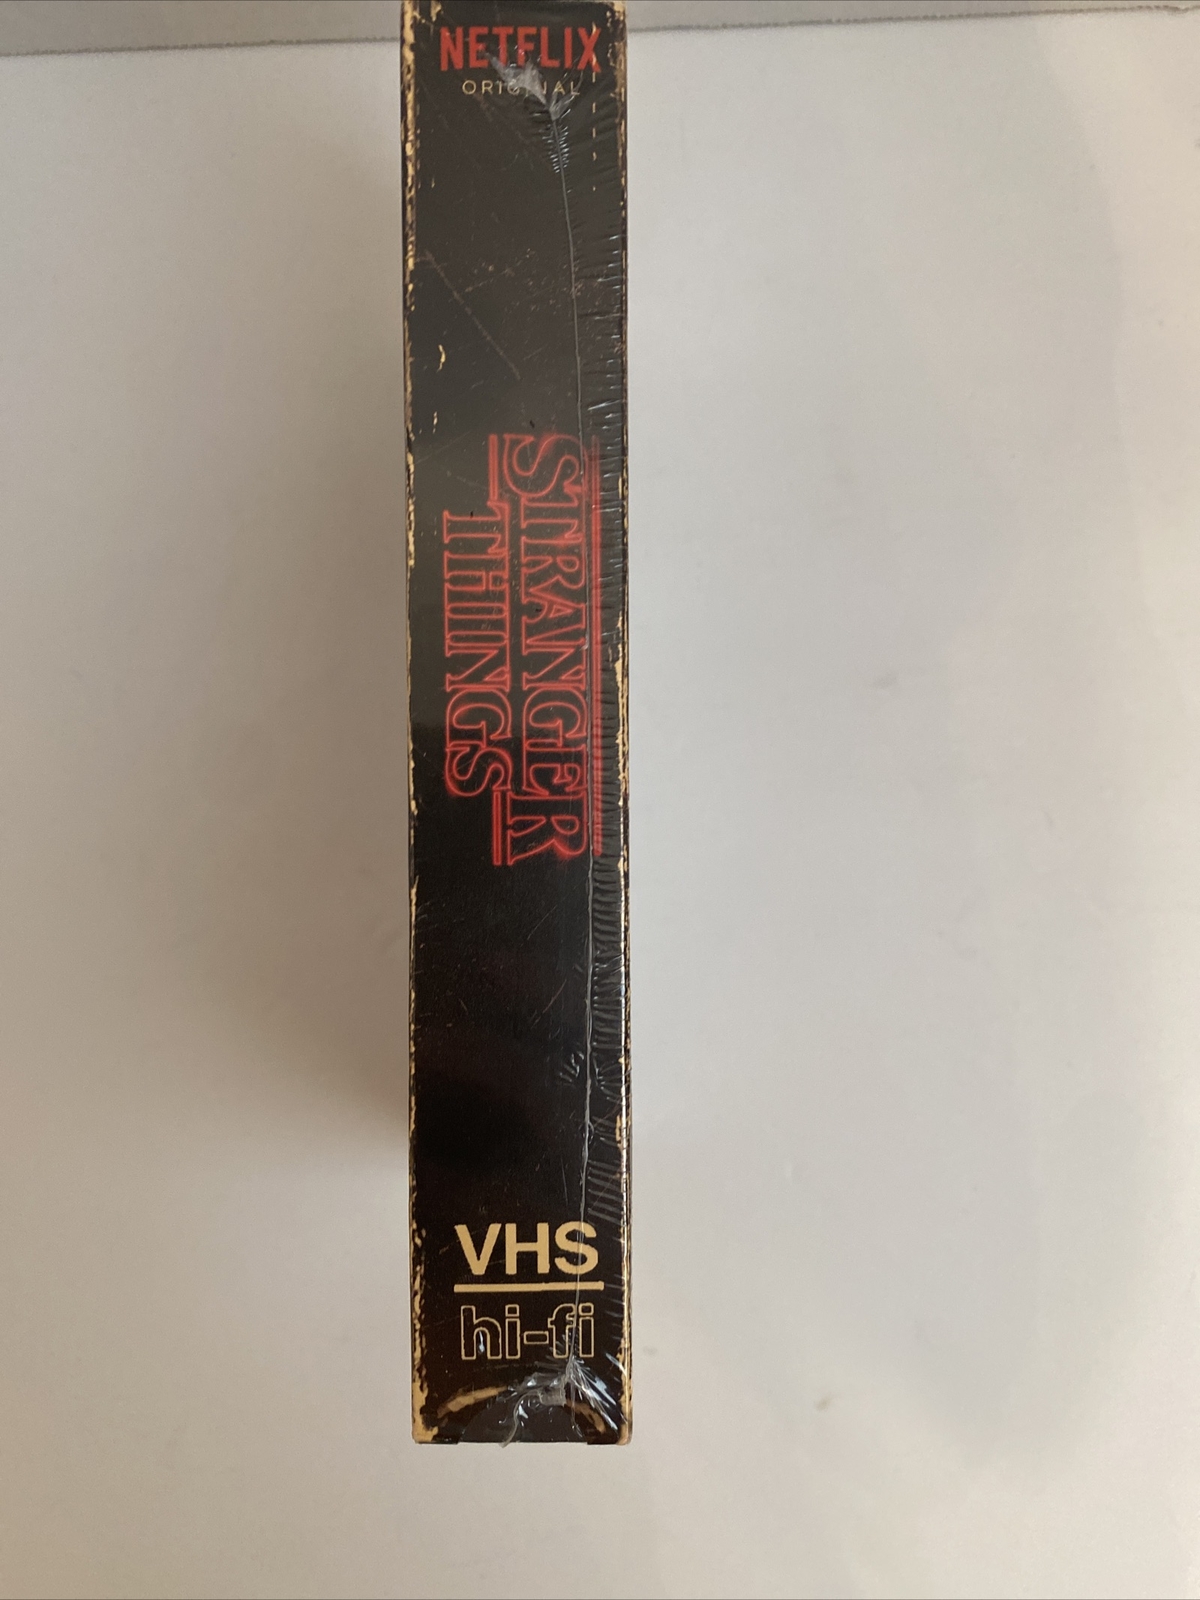 NETFLIX
ORIGINAL
STRANGER
THINGS
VHS
hi-fi